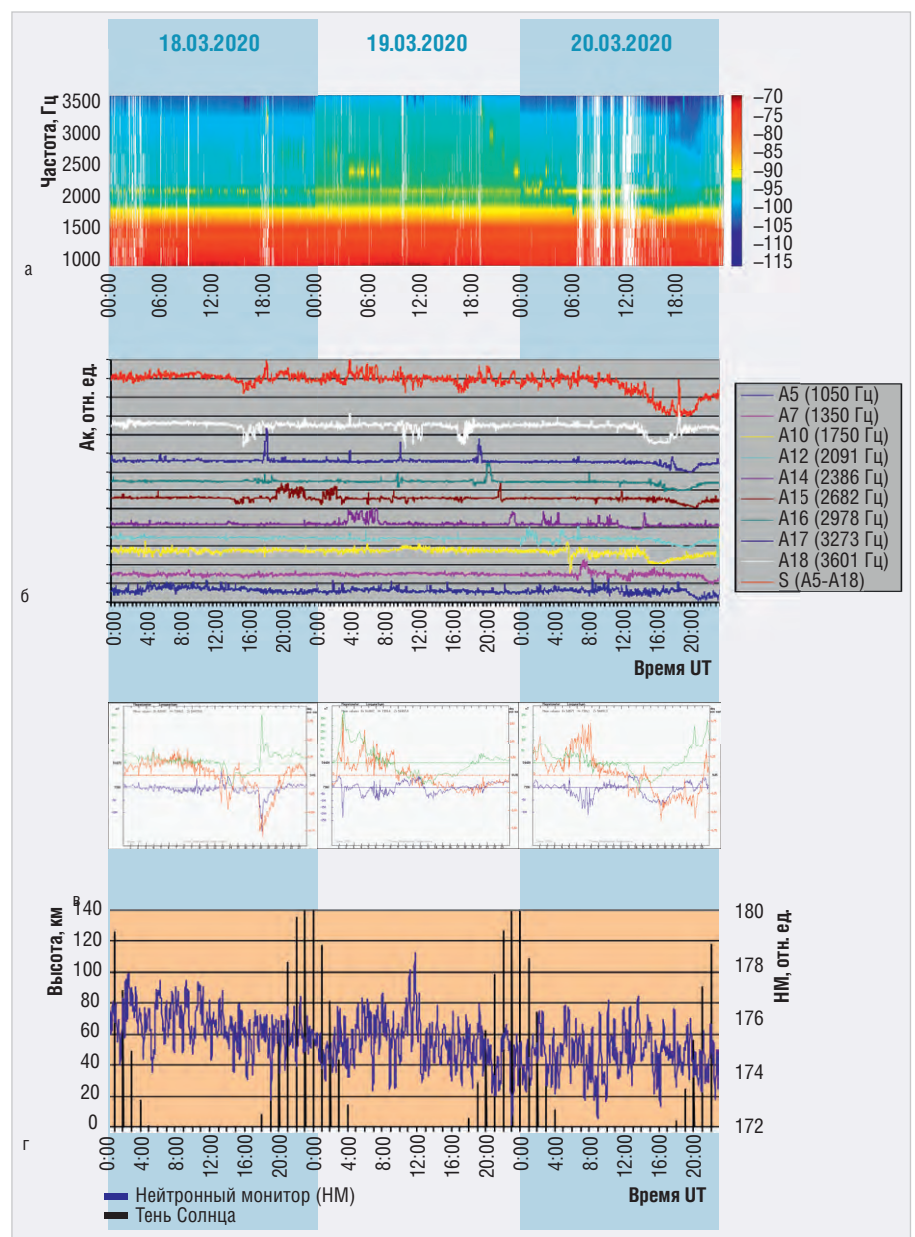 18.03.2020 19.03.2020 20.03.2020
Частота, Гц
3500
3000
2500
2000
1500
1000
−70
−75
−80
−85
−90
−95
−100
−105
−110
−115
а
00:00 06:00 12:00 18:00 00:00 06:00 12:00 18:00 00:00 06:00 12:00 18:00
Ак, отн. ед.
A5 (1050 Гц)
A7 (1350 Гц)
A10 (1750 Гц)
A12 (2091 Гц)
A14 (2386 Гц)
A15 (2682 Гц)
A16 (2978 Гц)
A17 (3273 Гц)
A18 (3601 Гц)
S (A5-A18)
б
0:00 4:00 8:00 12:00 16:00 20:00 0:00 4:00 8:00 12:00 16:00 20:00 0:00 4:00 8:00 12:00 16:00 20:00
Время UT
в
Высота, км
140
120
100
80
60
40
20
0
180
178
176
174
172
НМ, отн. ед.
г
0:00 4:00 8:00 12:00 16:00 20:00 0:00 4:00 8:00 12:00 16:00 20:00 0:00 4:00 8:00 12:00 16:00 20:00
Нейтронный монитор (НМ)
Время UT
Тень Солнца